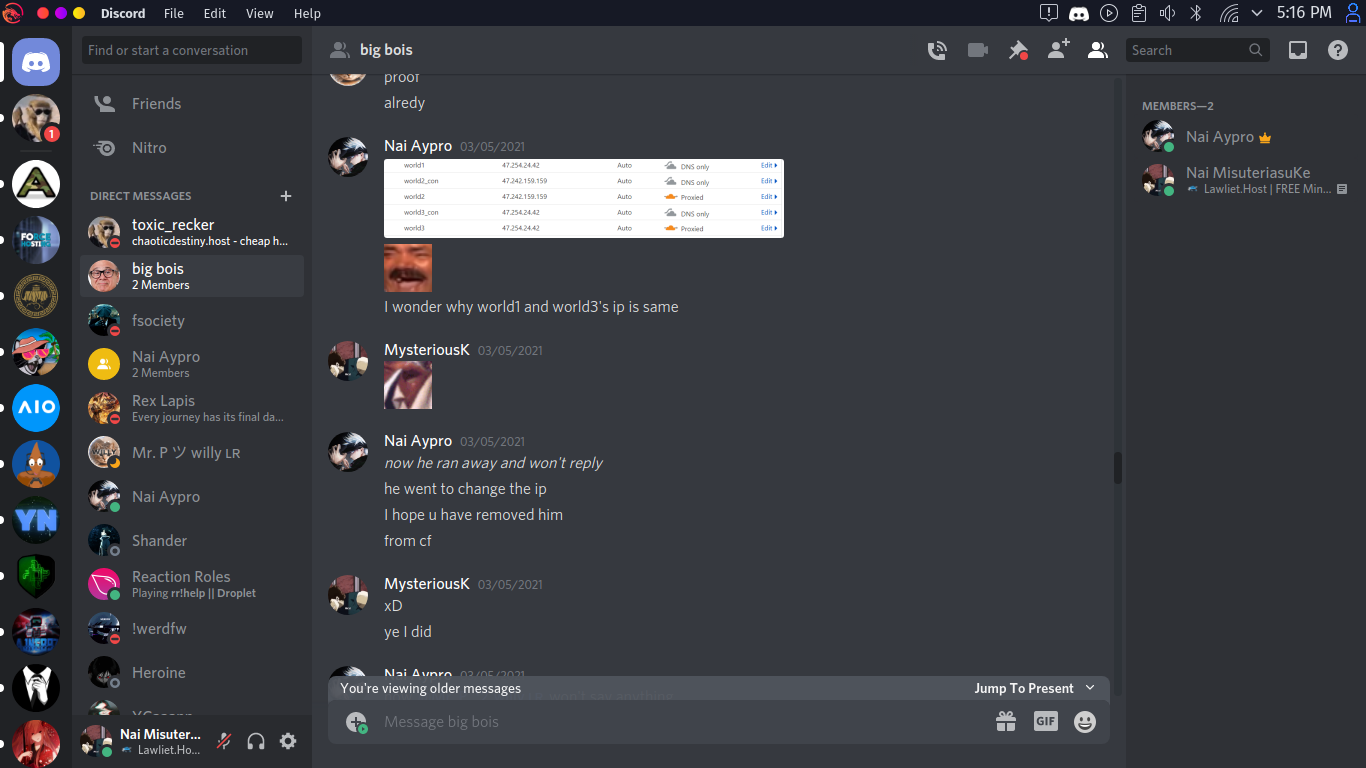 Discord File Edit View Help
5:16 PM
Find or start a conversation
big bois
Search
1
Friends
Nitro
DIRECT MESSAGES
toxic_recker
chaoticdestiny.host - cheap h...
big bois
2 Members
fsociety
Nai Aypro
2 Members
Rex Lapis
Every journey has its final da...
Mr. P ツ willy LR
Nai Aypro
Shander
Reaction Roles
Playing rr!help || Droplet
!werdfw
Heroine
Nai Misuter...
Lawliet.Ho...
FORCE
HOSTING
AIO
YN
proof
alredy
Nai Aypro 03/05/2021
world1 47.254.24.42 Auto DNS only Edit
world2_con 47.242.159.159 Auto DNS only Edit
world2 47.242.159.159 Auto Proxied Edit
world3_con 47.254.24.42 Auto DNS only Edit
world3 47.254.24.42 Auto Proxied Edit
I wonder why world1 and world3's ip is same
MysteriousK 03/05/2021
Nai Aypro 03/05/2021
now he ran away and won't reply
he went to change the ip
I hope u have removed him
from cf
MysteriousK 03/05/2021
xD
ye I did
Nai Aypro 03/05/2021
You're viewing older messages
Jump To Present
Message big bois
GIF
MEMBERS—2
Nai Aypro
Nai MisuteriasuKe
Lawliet.Host | FREE Min...